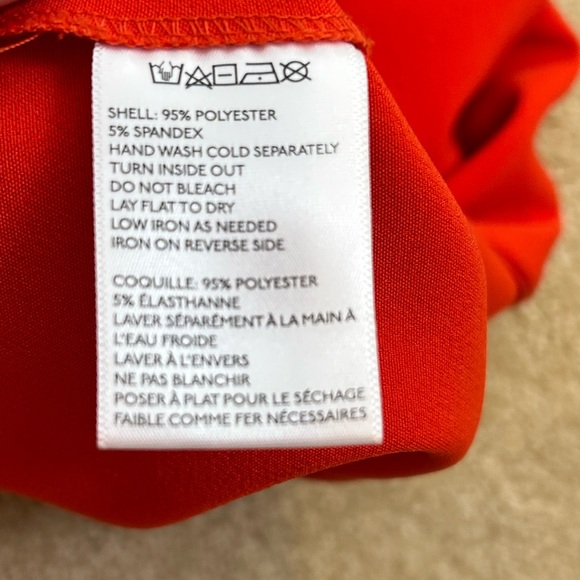 SHELL: 95% POLYESTER
5% SPANDEX
HAND WASH COLD SEPARATELY
TURN INSIDE OUT
DO NOT BLEACH
LAY FLAT TO DRY
LOW IRON AS NEEDED
IRON ON REVERSE SIDE
COQUILLE: 95% POLYESTER
5% ÉLASTHANNE
LAVER SÉPARÉMENT À LA MAIN À
L'EAU FROIDE
LAVER À L'ENVERS
NE PAS BLANCHIR
POSER À PLAT POUR LE SÉCHAGE
FAIBLE COMME FER NÉCESSAIRES